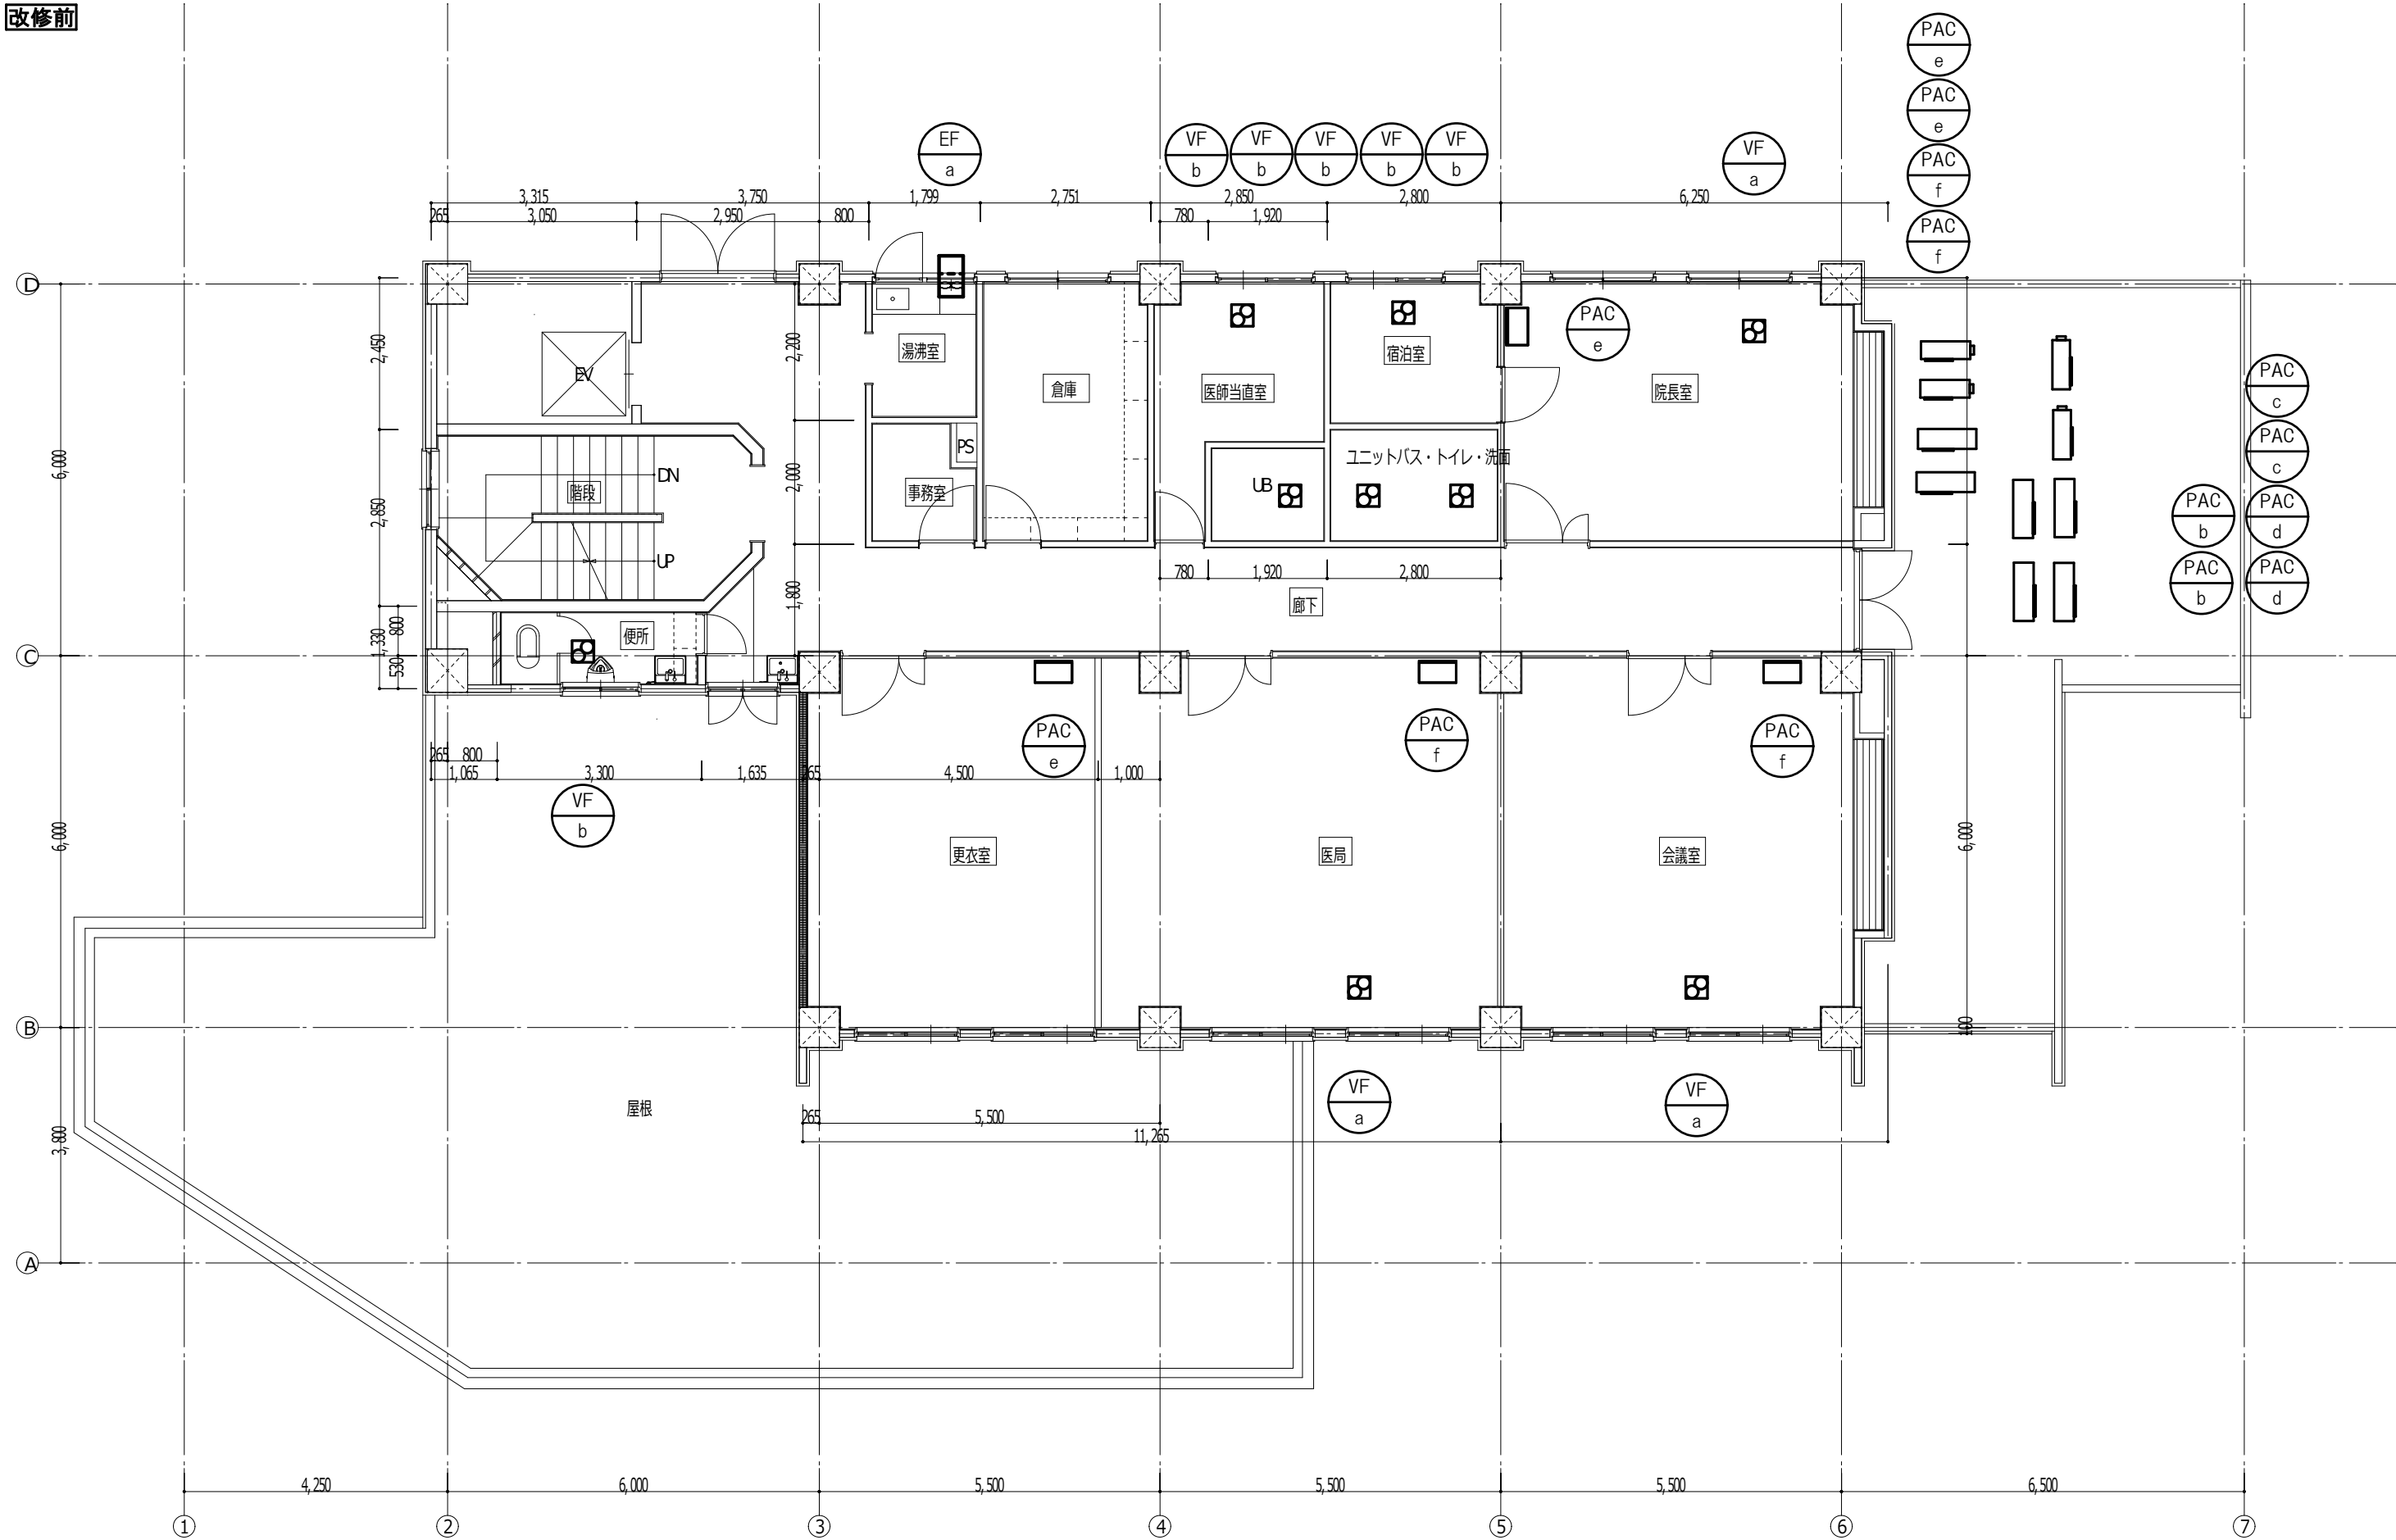 改修前
PAC
e
PAC
e
PAC
f
PAC
f
EF
a
VF
b
VF
b
VF
b
VF
b
VF
b
VF
a
3,315
3,750
1,799
2,751
2,850
2,800
6,250
265
3,050
2,950
800
780
1,920
D
湯沸室
倉庫
医師当直室
宿泊室
PAC
e
院長室
2,450
2,200
EV
PAC
c
PAC
c
PAC
d
PAC
d
PAC
b
PAC
b
6,000
2,850
2,000
階段
DN
UP
PS
事務室
UB
ユニットバス・トイレ・洗面
780
1,920
2,800
1,800
廊下
1,330
800
530
便所
C
265
800
1,065
3,300
1,635
265
4,500
1,000
PAC
e
PAC
f
PAC
f
VF
b
6,000
6,000
更衣室
医局
会議室
B
100
VF
a
VF
a
屋根
265
5,500
11,265
3,800
A
4,250
6,000
5,500
5,500
5,500
6,500
1
2
3
4
5
6
7